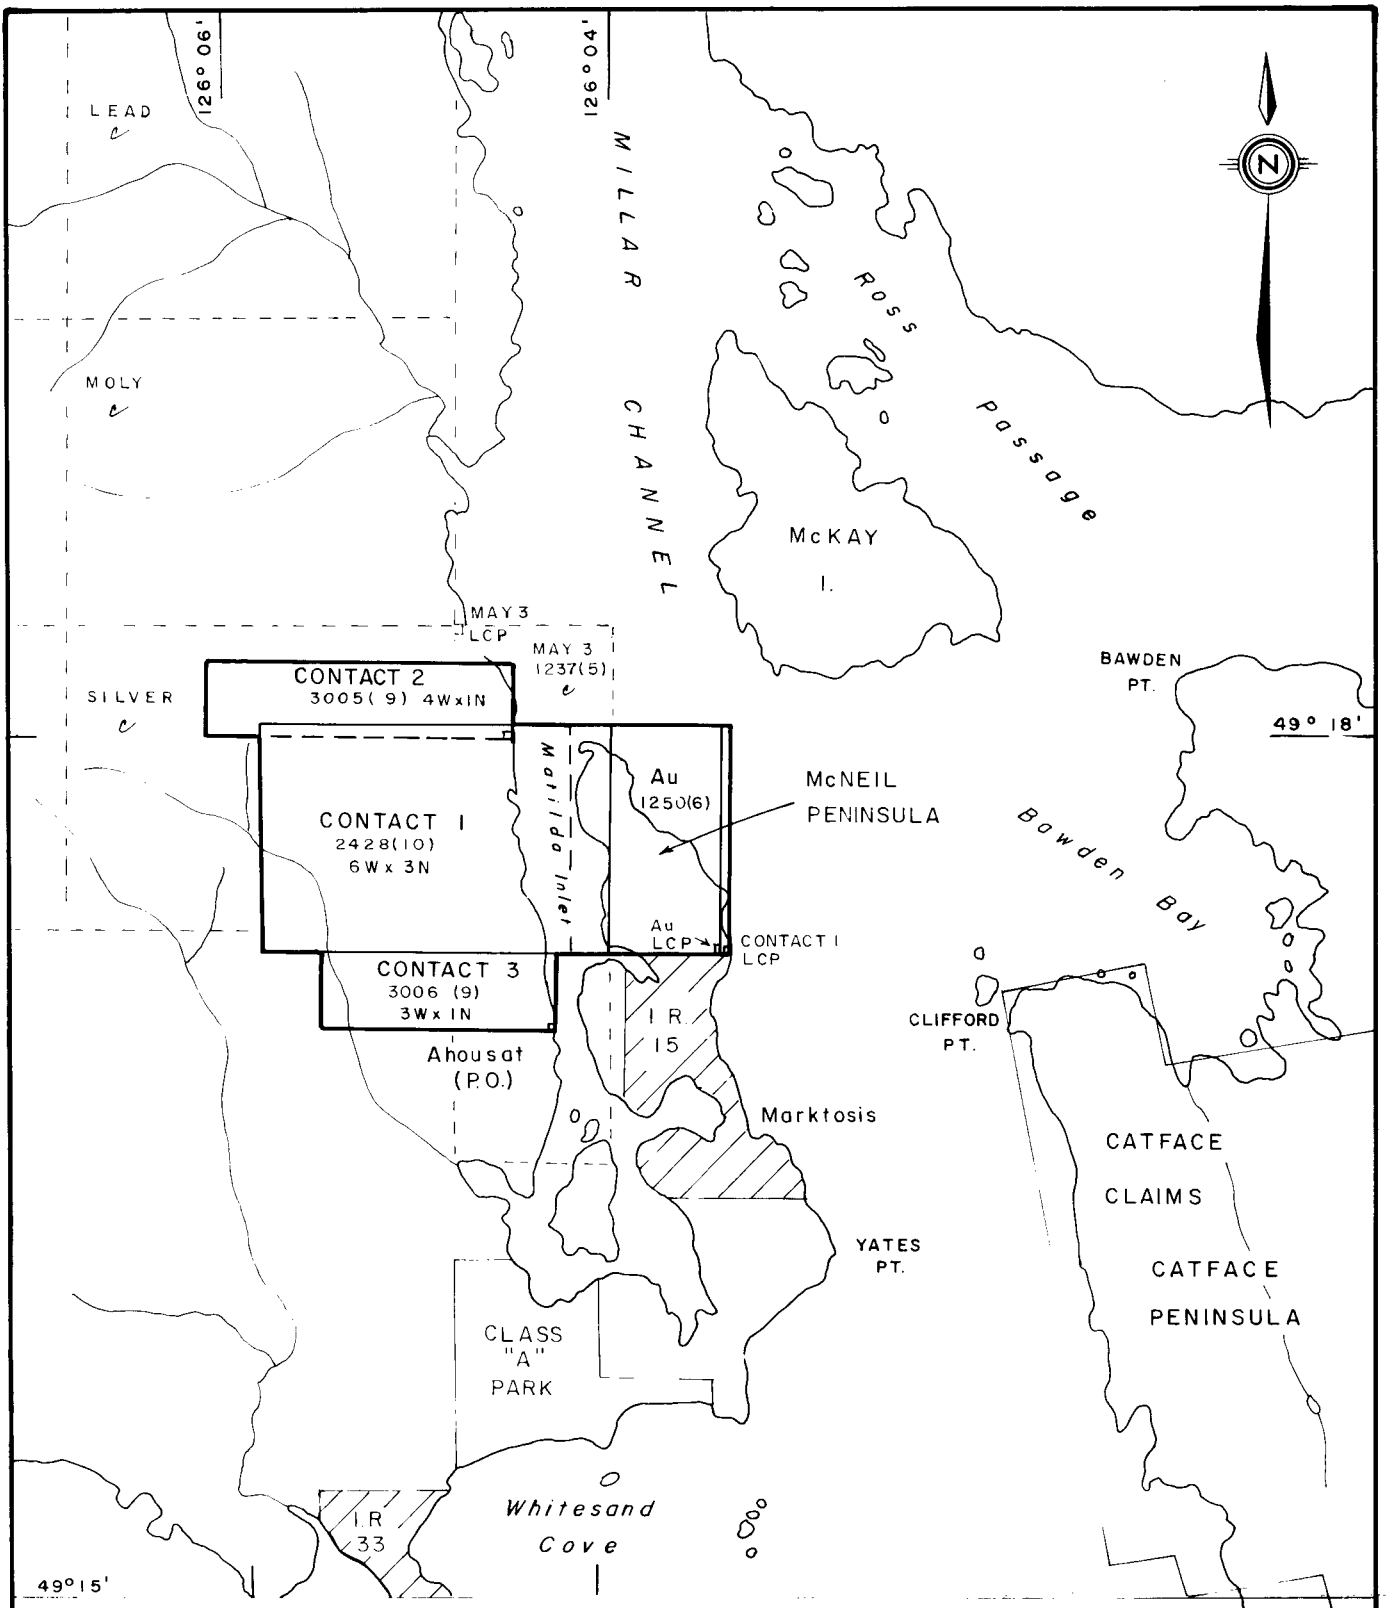 126° 06'
126° 04'
LEAD
c
MILLAR CHANNEL
N
Ross Passage
MOLY
c
McKAY
I.
MAY 3
LCP
MAY 3
1237(5)
c
BAWDEN
PT.
CONTACT 2
3005( 9) 4Wx1N
SILVER
c
49° 18'
Matilda Inlet
Au
1250(6)
McNEIL
PENINSULA
CONTACT 1
2428(10)
6W x 3N
Bawden Bay
Au
LCP
CONTACT 1
LCP
CONTACT 3
3006 (9)
3W x 1N
I.R.
15
CLIFFORD
PT.
Ahousat
(P.O.)
Marktosis
CATFACE
CLAIMS
YATES
PT.
CATFACE
PENINSULA
CLASS
"A"
PARK
Whitesand
Cove
I.R
33
49°15'